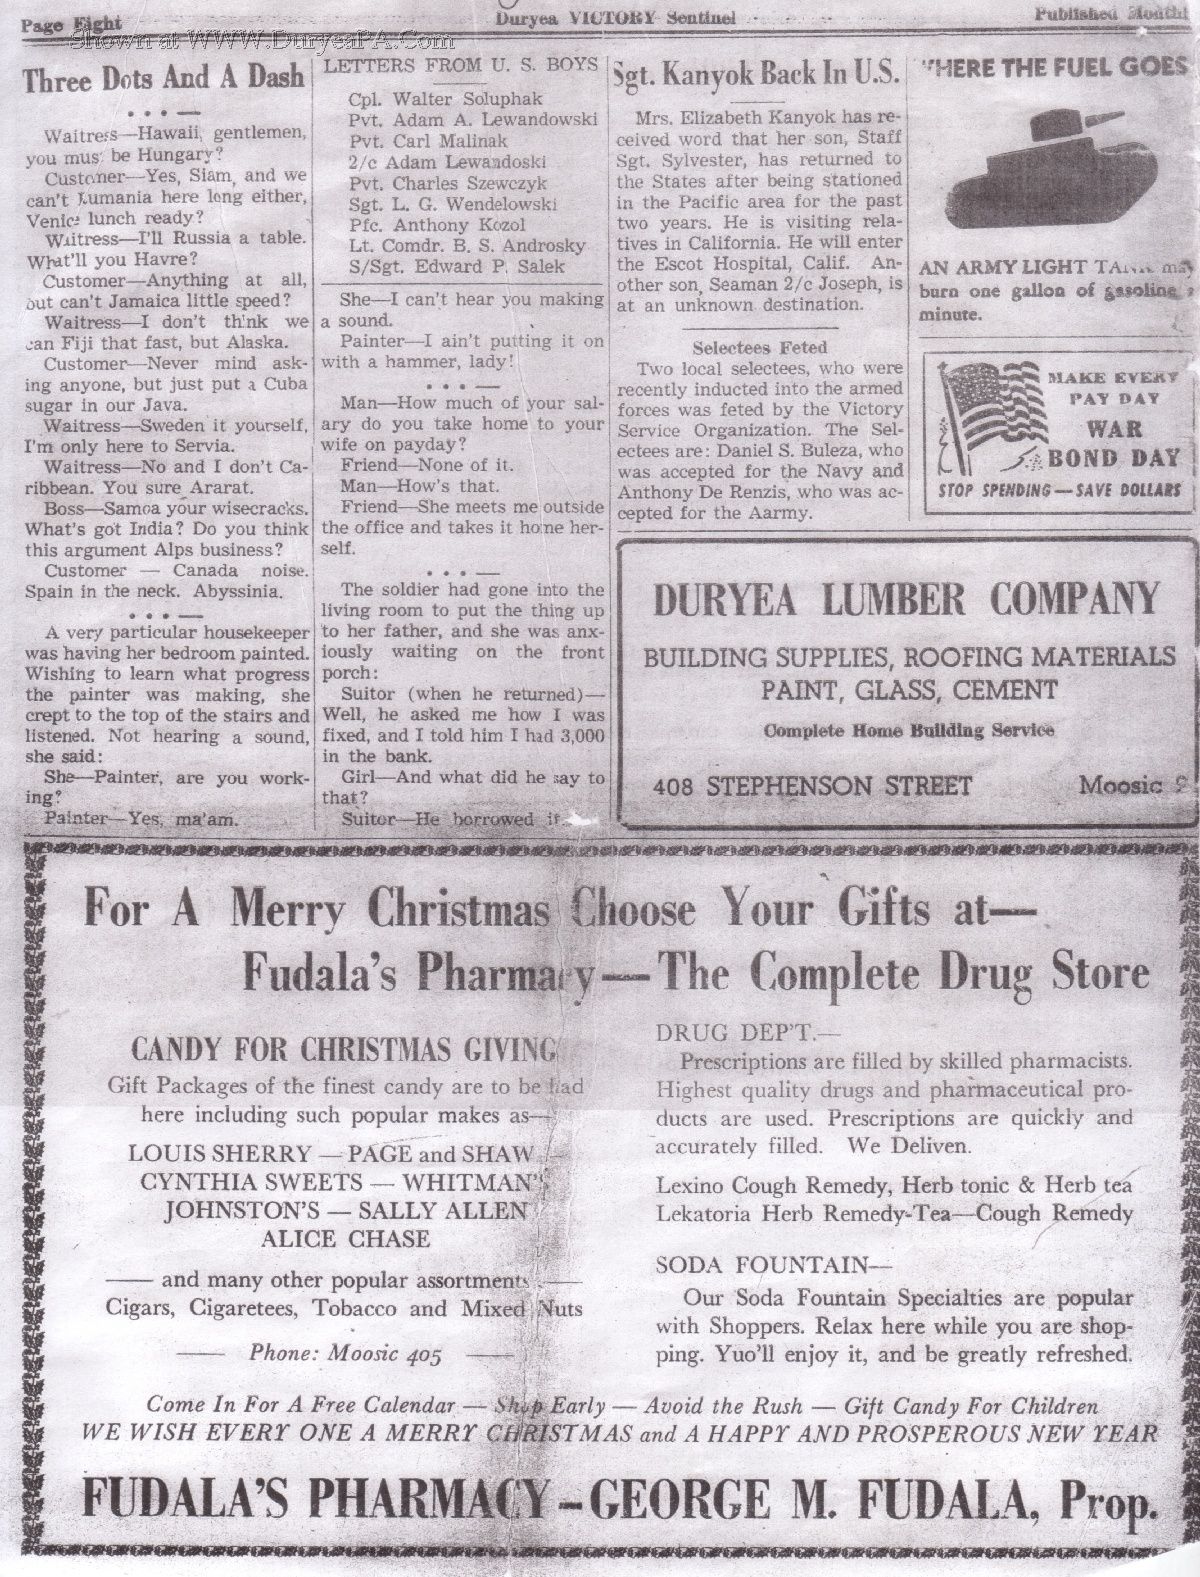 Page Eight
Duryea VICTORY Sentinel
Published
Shown at WWW.DuryeaPA.Com
Three Dots And A Dash
Waitress—Hawaii, gentlemen,
you must be Hungary?
Customer—Yes, Siam, and we
can't Rumania here long either,
Venice lunch ready?
Waitress—I'll Russia a table.
What'll you Havre?
Customer—Anything at all,
but can't Jamaica little speed?
Waitress—I don't think we
can Fiji that fast, but Alaska.
Customer—Never mind ask-
ing anyone, but just put a Cuba
sugar in our Java.
Waitress—Sweden it yourself,
I'm only here to Servia.
Waitress—No and I don't Ca-
ribbean. You sure Ararat.
Boss—Samoa your wisecracks.
What's got India? Do you think
this argument Alps business?
Customer — Canada noise.
Spain in the neck. Abyssinia.
A very particular housekeeper
was having her bedroom painted.
Wishing to learn what progress
the painter was making, she
crept to the top of the stairs and
listened. Not hearing a sound,
she said:
She—Painter, are you work-
ing?
Painter—Yes, ma'am.
LETTERS FROM U. S. BOYS
Cpl. Walter Soluphak
Pvt. Adam A. Lewandowski
Pvt. Carl Malinak
2/c Adam Lewandoski
Pvt. Charles Szewczyk
Sgt. L. G. Wendelowski
Pfc. Anthony Kozol
Lt. Comdr. B. S. Androsky
S/Sgt. Edward P. Salek
She—I can't hear you making
a sound.
Painter—I ain't putting it on
with a hammer, lady!
Man—How much of your sal-
ary do you take home to your
wife on payday?
Friend—None of it.
Man—How's that.
Friend—She meets me outside
the office and takes it home her-
self.
The soldier had gone into the
living room to put the thing up
to her father, and she was anx-
iously waiting on the front
porch:
Suitor (when he returned)—
Well, he asked me how I was
fixed, and I told him I had 3,000
in the bank.
Girl—And what did he say to
that?
Suitor—He borrowed it.
Sgt. Kanyok Back In U.S.
Mrs. Elizabeth Kanyok has re-
ceived word that her son, Staff
Sgt. Sylvester, has returned to
the States after being stationed
in the Pacific area for the past
two years. He is visiting rela-
tives in California. He will enter
the Escot Hospital, Calif. An-
other son, Seaman 2/c Joseph, is
at an unknown destination.
Selectees Feted
Two local selectees, who were
recently inducted into the armed
forces was feted by the Victory
Service Organization. The Sel-
ectees are: Daniel S. Buleza, who
was accepted for the Navy and
Anthony De Renzis, who was ac-
cepted for the Aarmy.
WHERE THE FUEL GOES
AN ARMY LIGHT TANK may
burn one gallon of gasoline a
minute.
MAKE EVERY
PAY DAY
WAR
BOND DAY
STOP SPENDING—SAVE DOLLARS
DURYEA LUMBER COMPANY
BUILDING SUPPLIES, ROOFING MATERIALS
PAINT, GLASS, CEMENT
Complete Home Building Service
408 STEPHENSON STREET Moosic
For A Merry Christmas Choose Your Gifts at—
Fudala's Pharmacy—The Complete Drug Store
CANDY FOR CHRISTMAS GIVING
Gift Packages of the finest candy are to be had
here including such popular makes as—
LOUIS SHERRY — PAGE and SHAW —
CYNTHIA SWEETS — WHITMAN'S
JOHNSTON'S — SALLY ALLEN
ALICE CHASE
—— and many other popular assortments ——
Cigars, Cigaretees, Tobacco and Mixed Nuts
—— Phone: Moosic 405 ——
DRUG DEP'T.—
Prescriptions are filled by skilled pharmacists.
Highest quality drugs and pharmaceutical pro-
ducts are used. Prescriptions are quickly and
accurately filled. We Deliven.
Lexino Cough Remedy, Herb tonic & Herb tea
Lekatoria Herb Remedy-Tea—Cough Remedy
SODA FOUNTAIN—
Our Soda Fountain Specialties are popular
with Shoppers. Relax here while you are shop-
ping. Yuo'll enjoy it, and be greatly refreshed.
Come In For A Free Calendar — Shop Early — Avoid the Rush — Gift Candy For Children
WE WISH EVERY ONE A MERRY CHRISTMAS and A HAPPY AND PROSPEROUS NEW YEAR
FUDALA'S PHARMACY—GEORGE M. FUDALA, Prop.